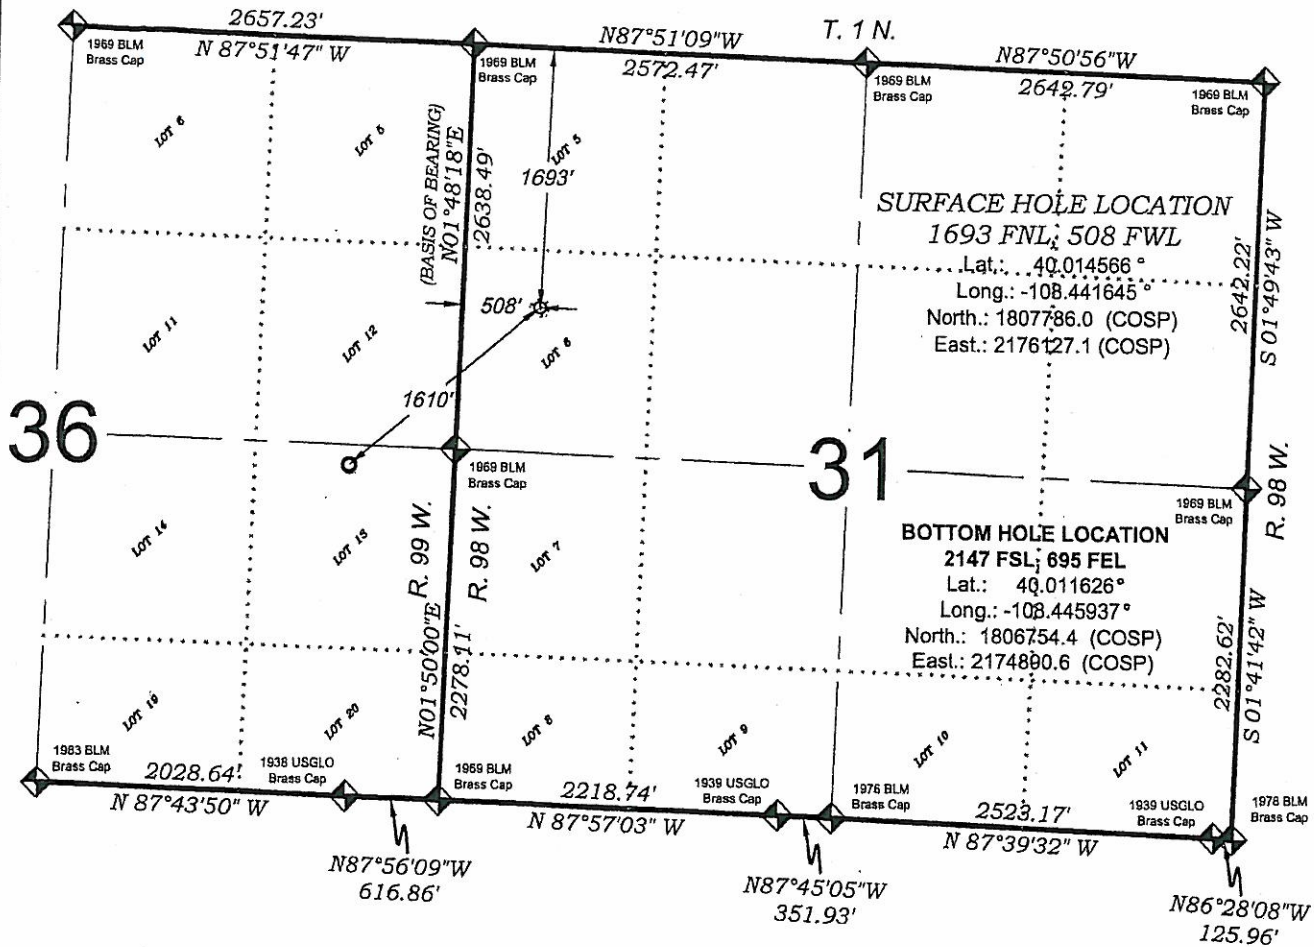 2657.23'
N 87°51'47" W
N87°51'09"W
2572.47'
T. 1 N.
N87°50'56"W
2642.79'
1969 BLM
Brass Cap
1969 BLM
Brass Cap
1969 BLM
Brass Cap
1969 BLM
Brass Cap
LOT 6
LOT 5
LOT 5
(BASIS OF BEARING)
N01°48'18"E
2638.49'
1693'
SURFACE HOLE LOCATION
1693 FNL; 508 FWL
Lat.: 40.014566 °
Long.: -108.441645 °
North.: 1807786.0 (COSP)
East.: 2176127.1 (COSP)
2642.22'
S 01°49'43" W
508'
LOT 11
LOT 12
LOT 6
1610'
36
31
1969 BLM
Brass Cap
1969 BLM
Brass Cap
R. 99 W.
R. 98 W.
R. 98 W.
BOTTOM HOLE LOCATION
2147 FSL; 695 FEL
Lat.: 40.011626°
Long.: -108.445937°
North.: 1806754.4 (COSP)
East.: 2174890.6 (COSP)
LOT 14
LOT 13
LOT 7
N01°50'00"E
2278.11'
2282.62'
S 01°41'42" W
LOT 19
LOT 20
LOT 8
LOT 9
LOT 10
LOT 11
1983 BLM
Brass Cap
2028.64'
N 87°43'50" W
1938 USGLO
Brass Cap
1969 BLM
Brass Cap
2218.74'
N 87°57'03" W
1939 USGLO
Brass Cap
1976 BLM
Brass Cap
2523.17'
N 87°39'32" W
1939 USGLO
Brass Cap
1978 BLM
Brass Cap
N87°56'09"W
616.86'
N87°45'05"W
351.93'
N86°28'08"W
125.96'